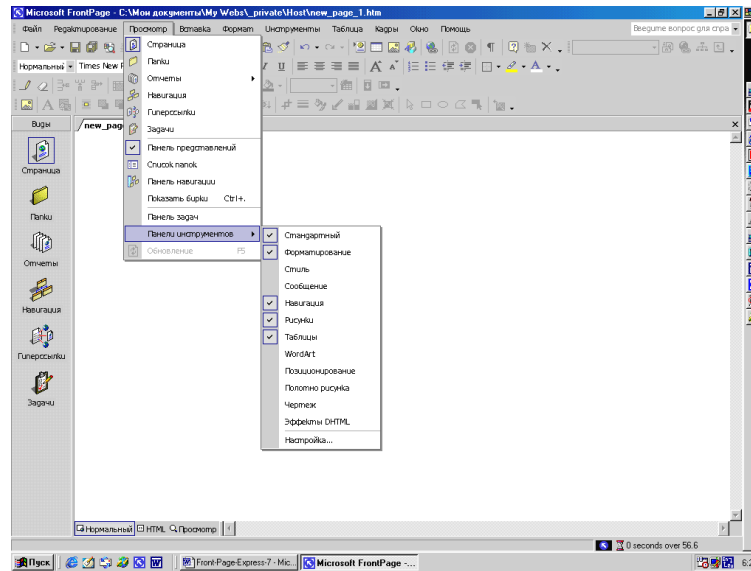 Microsoft FrontPage - C:\Мои документы\My Webs\_private\Host\new_page_1.htm
Файл Редактирование Просмотр Вставка Формат Инструменты Таблица Кадры Окно Помощь
Введите вопрос для спра
Нормальный Times New R
Страница
Папки
Отчеты
Навигация
Гиперссылки
Задачи
Панель представлений
Список папок
Панель навигации
Показать бирки Ctrl+.
Панель задач
Панели инструментов
Обновление F5
Стандартный
Форматирование
Стиль
Сообщение
Навигация
Рисунки
Таблицы
WordArt
Позиционирование
Полотно рисунка
Чертеж
Эффекты DHTML
Настройка...
Виды
new_pag
Страница
Папки
Отчеты
Навигация
Гиперссылки
Задачи
Нормальный HTML Просмотр
0 seconds over 56.6
Пуск
Front-Page-Express-7 - Mic...
Microsoft FrontPage -...